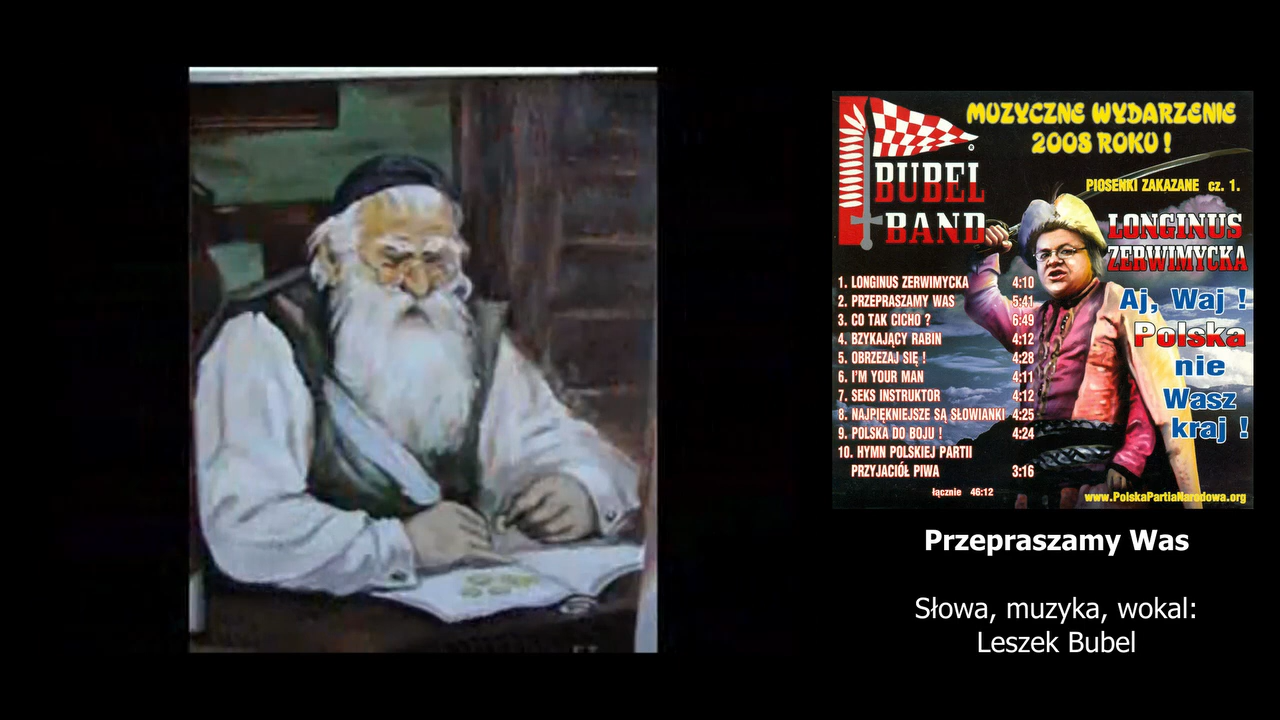 MUZYCZNE WYDARZENIE
2008 ROKU !
BUBEL
BAND
PIOSENKI ZAKAZANE cz. 1.
LONGINUS
ZERWIMYCKA
Aj, Waj !
Polska
nie
Wasz
kraj !
1. LONGINUS ZERWIMYCKA 4:10
2. PRZEPRASZAMY WAS 5:41
3. CO TAK CICHO ? 6:49
4. BZYKAJĄCY RABIN 4:12
5. OBRZEZAJ SIĘ ! 4:28
6. I'M YOUR MAN 4:11
7. SEKS INSTRUKTOR 4:12
8. NAJPIĘKNIEJSZE SĄ SŁOWIANKI 4:25
9. POLSKA DO BOJU ! 4:24
10. HYMN POLSKIEJ PARTII
PRZYJACIÓŁ PIWA 3:16
łącznie 46:12
www.PolskaPartiaNarodowa.org
Przepraszamy Was
Słowa, muzyka, wokal:
Leszek Bubel